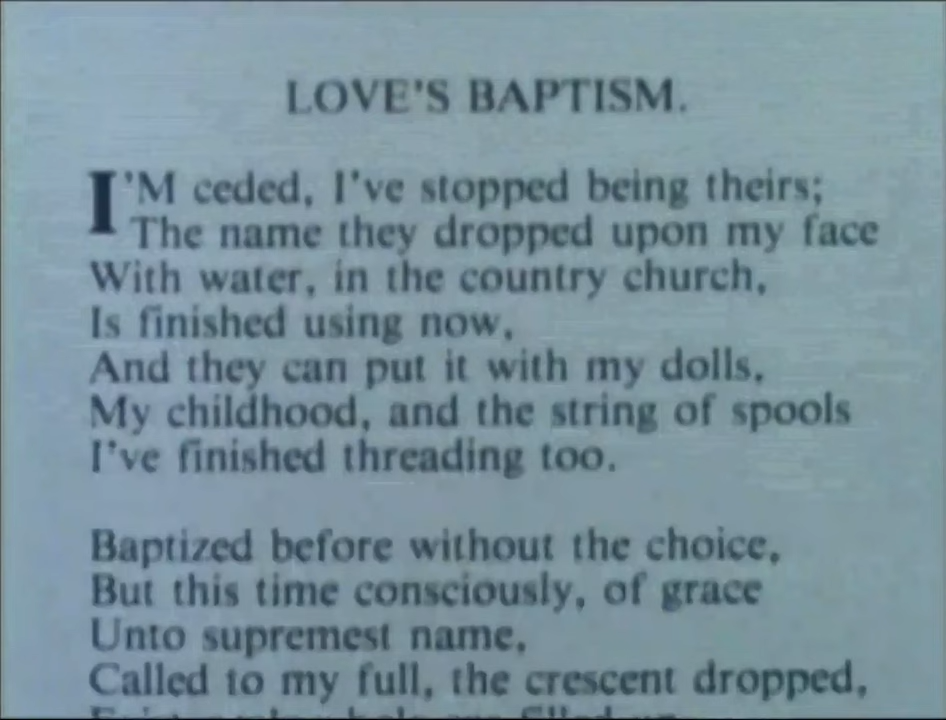 LOVE'S BAPTISM.
I'M ceded, I've stopped being theirs;
The name they dropped upon my face
With water, in the country church,
Is finished using now,
And they can put it with my dolls,
My childhood, and the string of spools
I've finished threading too.
Baptized before without the choice,
But this time consciously, of grace
Unto supremest name,
Called to my full, the crescent dropped,